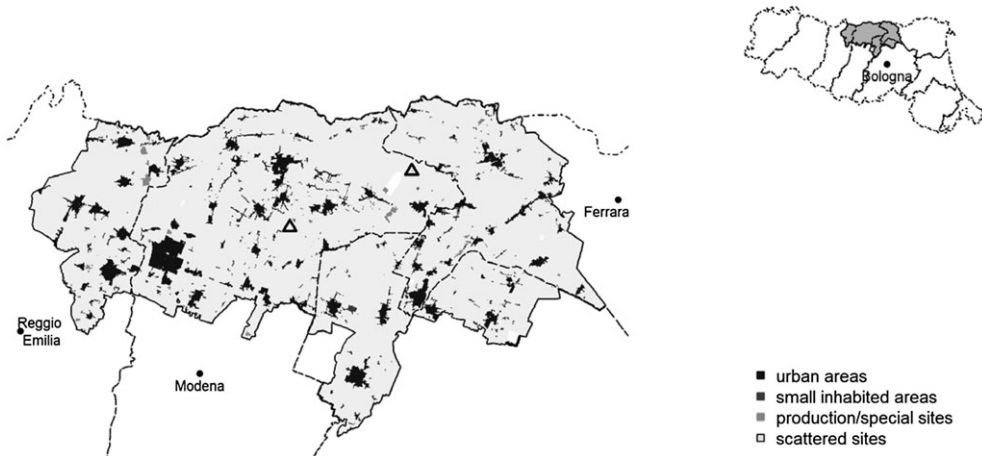 Bologna
Ferrara
Reggio
Emilia
Modena
urban areas
small inhabited areas
production/special sites
scattered sites